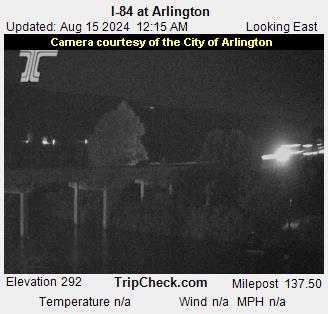 I-84 at Arlington
Updated: Aug 15 2024 12:15 AM Looking East
Camera courtesy of the City of Arlington
Elevation 292 TripCheck.com Milepost 137.50
Temperature n/a Wind n/a MPH n/a